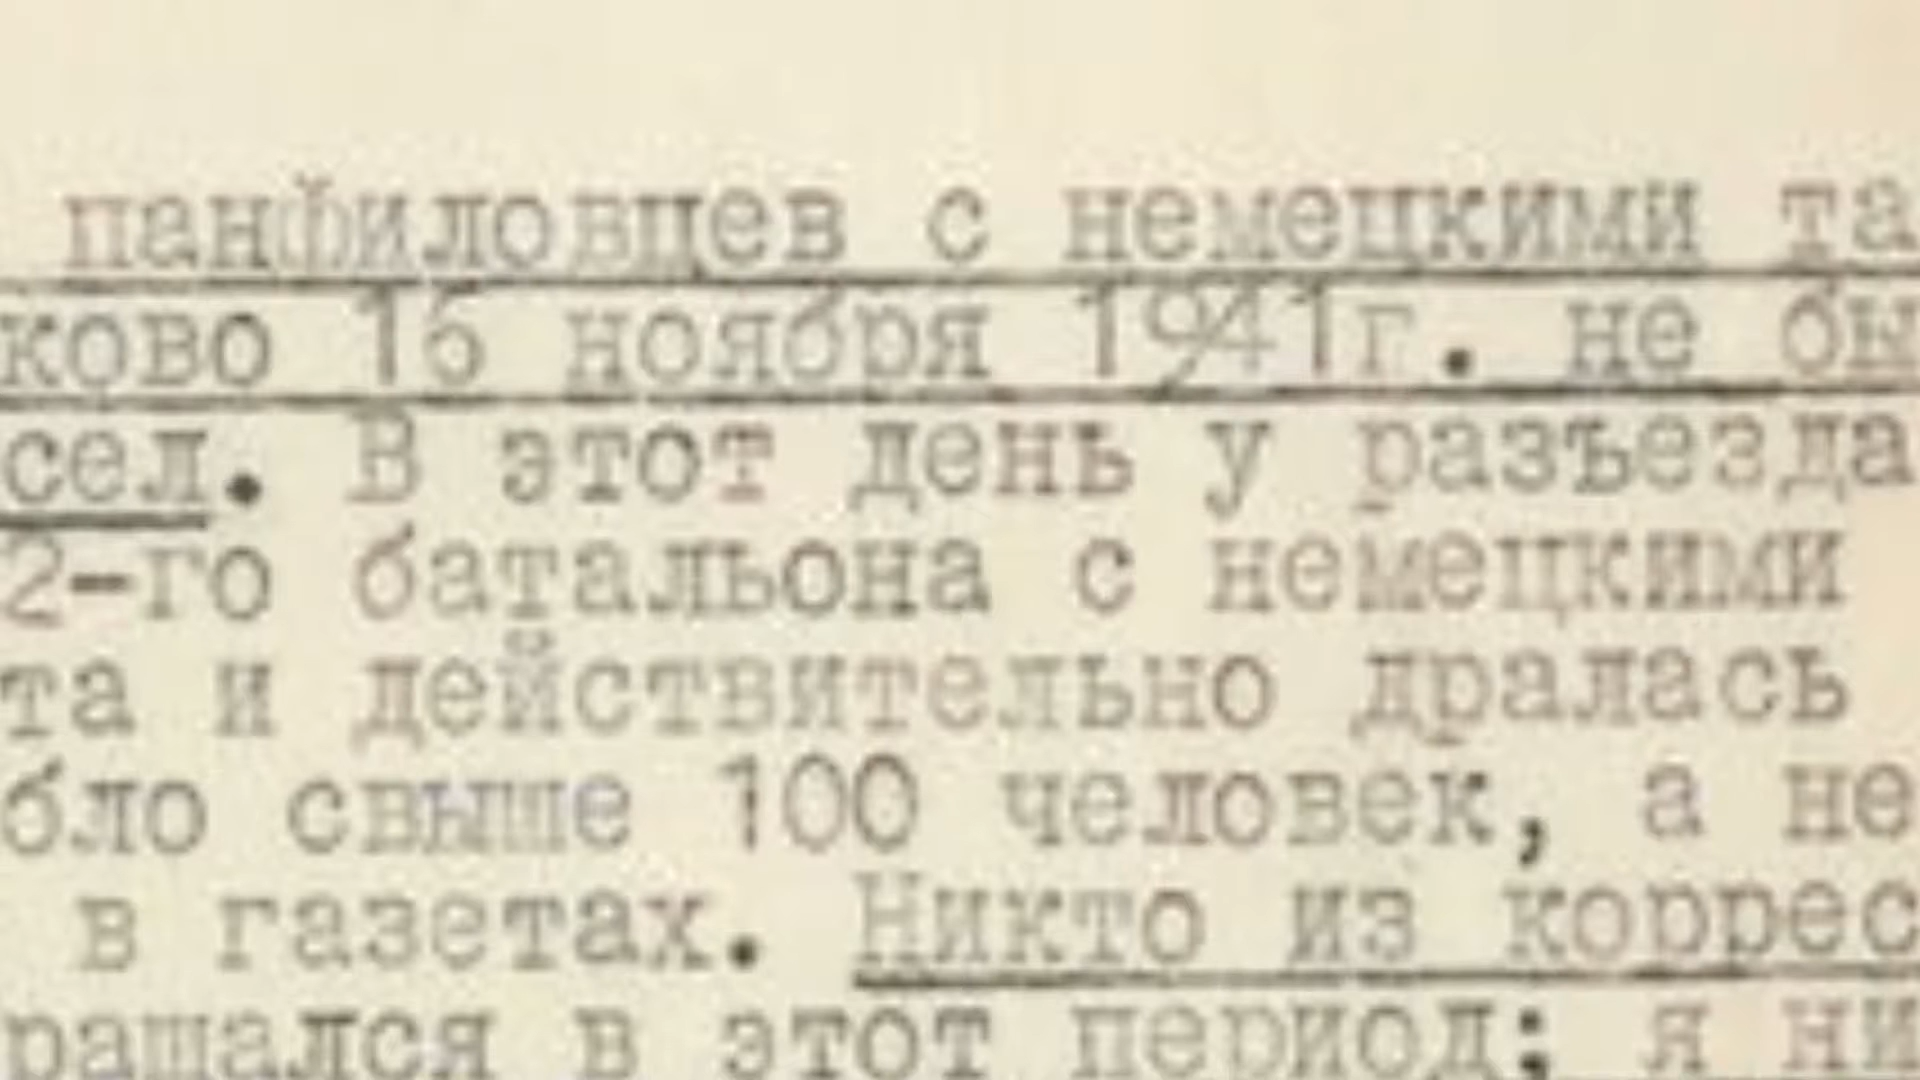 панфиловцев с немецкими та
ково 16 ноября 1941г. не бы
сел. В этот день у разъезда
2-го батальона с немецкими
та и действительно дралась
бло свыше 100 человек, а не
в газетах. Никто из коррес
ращался в этот период; я ни